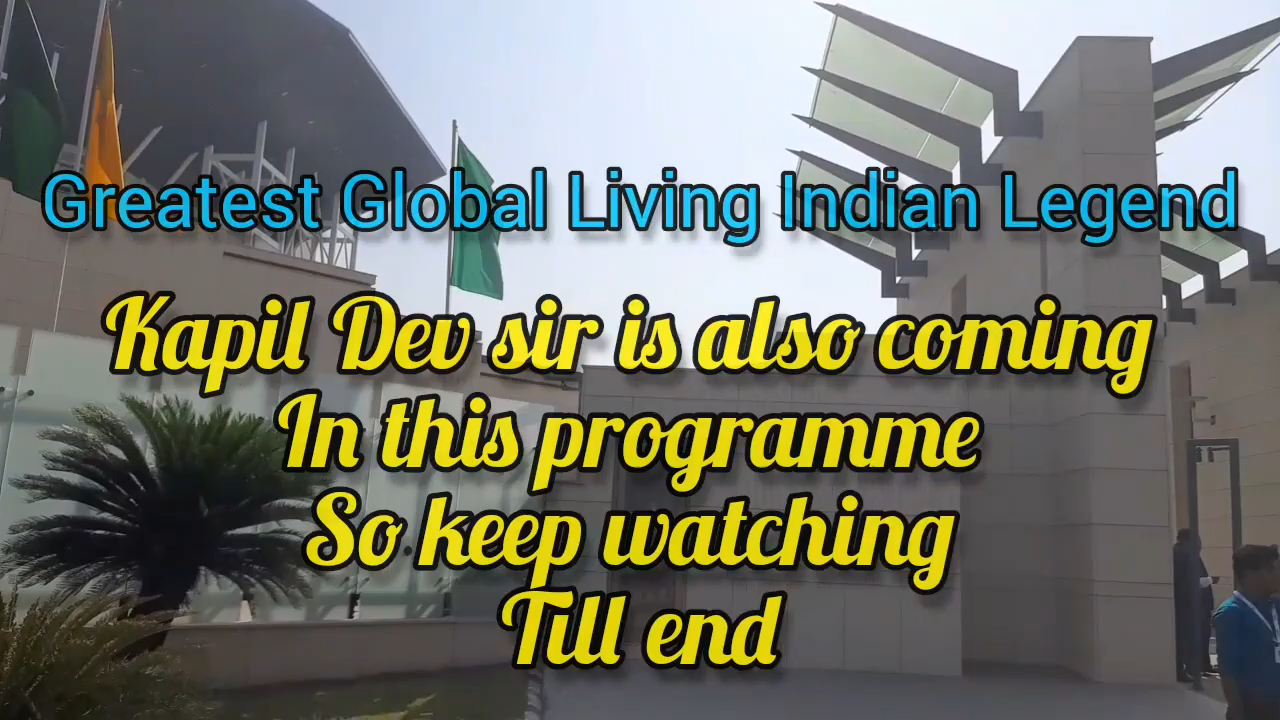 Greatest Global Living Indian Legend
Kapil Dev sir is also coming
In this programme
So keep watching
Till end